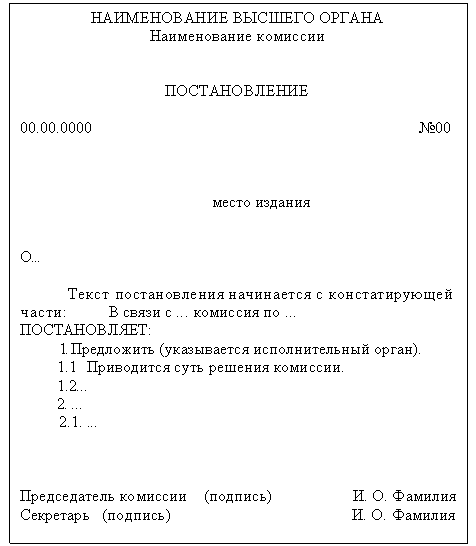 НАИМЕНОВАНИЕ ВЫСШЕГО ОРГАНА
Наименование комиссии
ПОСТАНОВЛЕНИЕ
00.00.0000 №00
место издания
О...
Текст постановления начинается с констатирующей
части: В связи с ... комиссия по ...
ПОСТАНОВЛЯЕТ:
1.Предложить (указывается исполнительный орган).
1.1 Приводится суть решения комиссии.
1.2...
2. ...
2.1. ...
Председатель комиссии (подпись) И. О. Фамилия
Секретарь (подпись) И. О. Фамилия